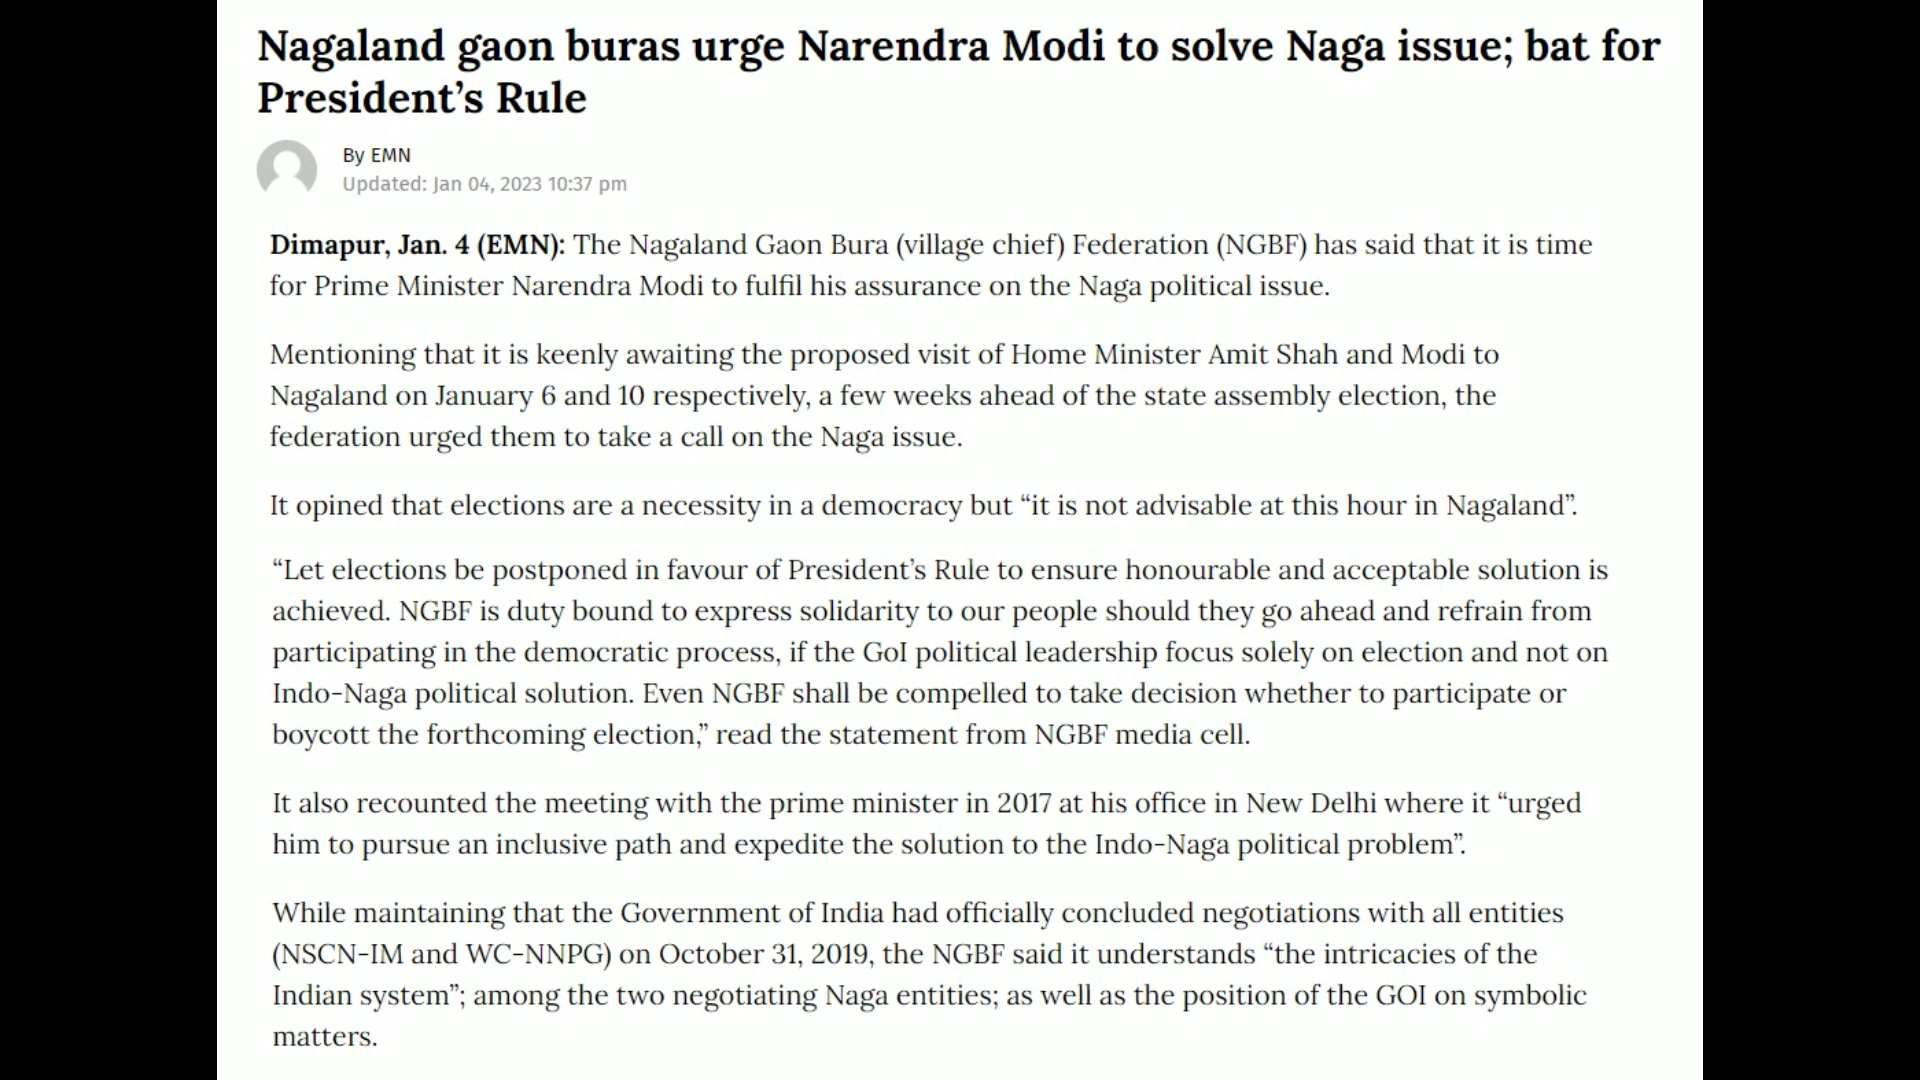 Nagaland gaon buras urge Narendra Modi to solve Naga issue; bat for
President’s Rule
By EMN
Updated: Jan 04, 2023 10:37 pm
Dimapur, Jan. 4 (EMN): The Nagaland Gaon Bura (village chief) Federation (NGBF) has said that it is time
for Prime Minister Narendra Modi to fulfil his assurance on the Naga political issue.
Mentioning that it is keenly awaiting the proposed visit of Home Minister Amit Shah and Modi to
Nagaland on January 6 and 10 respectively, a few weeks ahead of the state assembly election, the
federation urged them to take a call on the Naga issue.
It opined that elections are a necessity in a democracy but “it is not advisable at this hour in Nagaland”.
“Let elections be postponed in favour of President’s Rule to ensure honourable and acceptable solution is
achieved. NGBF is duty bound to express solidarity to our people should they go ahead and refrain from
participating in the democratic process, if the GoI political leadership focus solely on election and not on
Indo-Naga political solution. Even NGBF shall be compelled to take decision whether to participate or
boycott the forthcoming election,” read the statement from NGBF media cell.
It also recounted the meeting with the prime minister in 2017 at his office in New Delhi where it “urged
him to pursue an inclusive path and expedite the solution to the Indo-Naga political problem”.
While maintaining that the Government of India had officially concluded negotiations with all entities
(NSCN-IM and WC-NNPG) on October 31, 2019, the NGBF said it understands “the intricacies of the
Indian system”; among the two negotiating Naga entities; as well as the position of the GOI on symbolic
matters.